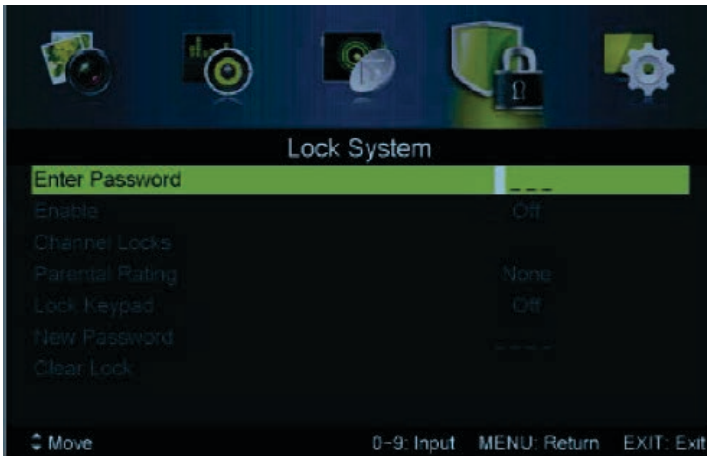 Lock System
Enter Password _ _ _
Enable Off
Channel Locks
Parental Rating None
Lock Keypad Off
New Password _ _ _ _
Clear Lock
Move 0~9: Input MENU: Return EXIT: Exit